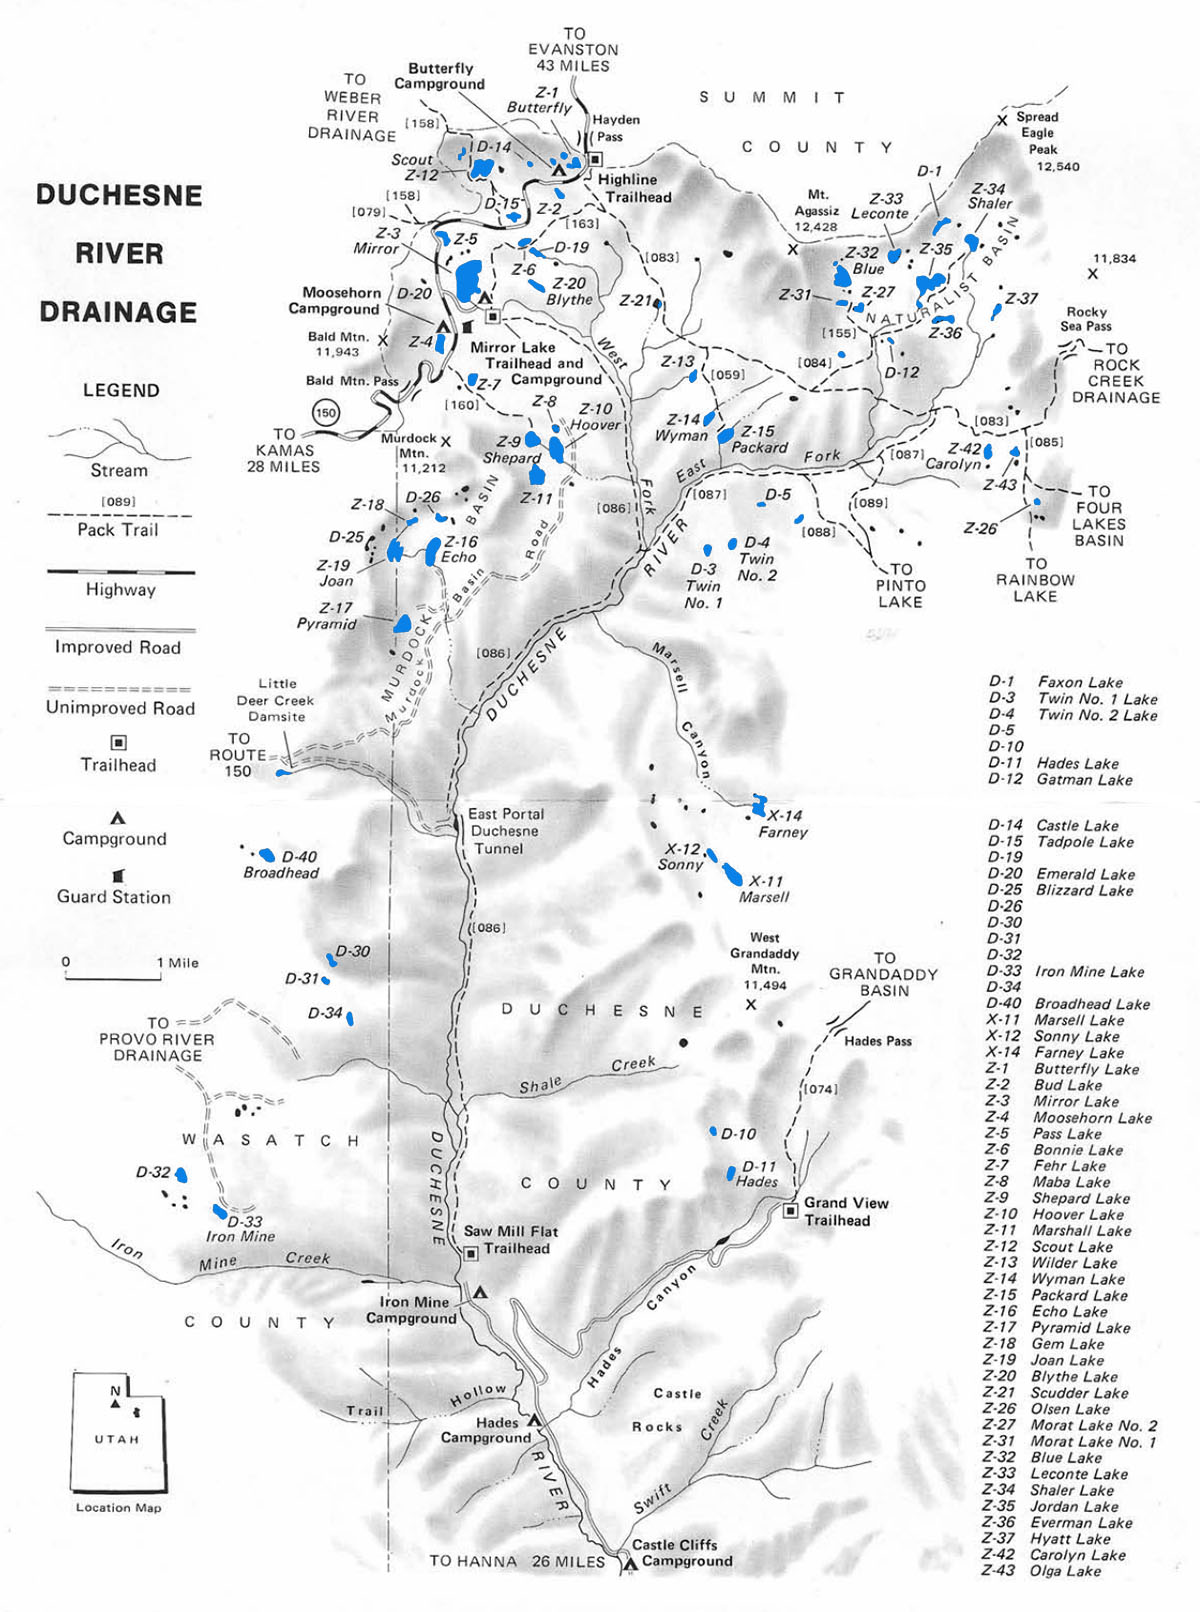 DUCHESNE
RIVER
DRAINAGE
LEGEND
Stream
[089]
Pack Trail
Highway
Improved Road
Unimproved Road
Trailhead
Campground
Guard Station
0 1 Mile
TO
EVANSTON
43 MILES
Butterfly
Campground
TO
WEBER
RIVER
DRAINAGE
Z-1
Butterfly
Hayden
Pass
SUMMIT
COUNTY
Spread
Eagle
Peak
12,540
[158]
D-14
Scout
Z-12
Highline
Trailhead
[158]
[079]
D-15
Z-2
[163]
Mt.
Agassiz
12,428
Z-33
Leconte
D-1
Z-34
Shaler
Z-3
Mirror
Z-5
D-19
Z-6
Z-20
Blythe
[083]
Z-32
Blue
Z-35
11,834
D-20
Moosehorn
Campground
Z-21
Z-31
Z-27
NATURALIST BASIN
Z-36
Z-37
Rocky
Sea Pass
Bald Mtn.
11,943
Z-4
Mirror Lake
Trailhead and
Campground
West
[155]
[084]
D-12
TO
ROCK
CREEK
DRAINAGE
Bald Mtn. Pass
Z-7
[160]
Z-13
[059]
150
TO
KAMAS
28 MILES
Murdock
Mtn.
11,212
Z-8
Z-10
Hoover
Z-9
Shepard
Z-11
Z-14
Wyman
Z-15
Packard
[083]
[085]
Z-42
Carolyn
Z-43
[087]
East Fork
Z-18
D-26
BASIN
Road
[086]
Fork
[087]
D-5
[089]
[088]
Z-26
TO
FOUR
LAKES
BASIN
D-25
Z-19
Joan
Z-16
Echo
Basin
RIVER
D-3
Twin
No. 1
D-4
Twin
No. 2
TO
PINTO
LAKE
TO
RAINBOW
LAKE
Z-17
Pyramid
MURDOCK
Murdock
[086]
DUCHESNE
Marsell
Canyon
Little
Deer Creek
Damsite
TO
ROUTE
150
East Portal
Duchesne
Tunnel
X-14
Farney
X-12
Sonny
X-11
Marsell
D-40
Broadhead
[086]
D-30
D-31
D-34
West
Grandaddy
Mtn.
11,494
TO
GRANDADDY
BASIN
DUCHESNE
Hades Pass
TO
PROVO RIVER
DRAINAGE
Shale Creek
[074]
D-10
D-11
Hades
WASATCH
DUCHESNE
COUNTY
D-32
D-33
Iron Mine
Grand View
Trailhead
Saw Mill Flat
Trailhead
Iron Mine Creek
Iron Mine
Campground
COUNTY
Hades Canyon
Trail Hollow
Hades
Campground
Castle
Rocks
Swift Creek
RIVER
N
UTAH
Location Map
TO HANNA 26 MILES
Castle Cliffs
Campground
D-1 Faxon Lake
D-3 Twin No. 1 Lake
D-4 Twin No. 2 Lake
D-5
D-10
D-11 Hades Lake
D-12 Gatman Lake
D-14 Castle Lake
D-15 Tadpole Lake
D-19
D-20 Emerald Lake
D-25 Blizzard Lake
D-26
D-30
D-31
D-32
D-33 Iron Mine Lake
D-34
D-40 Broadhead Lake
X-11 Marsell Lake
X-12 Sonny Lake
X-14 Farney Lake
Z-1 Butterfly Lake
Z-2 Bud Lake
Z-3 Mirror Lake
Z-4 Moosehorn Lake
Z-5 Pass Lake
Z-6 Bonnie Lake
Z-7 Fehr Lake
Z-8 Maba Lake
Z-9 Shepard Lake
Z-10 Hoover Lake
Z-11 Marshall Lake
Z-12 Scout Lake
Z-13 Wilder Lake
Z-14 Wyman Lake
Z-15 Packard Lake
Z-16 Echo Lake
Z-17 Pyramid Lake
Z-18 Gem Lake
Z-19 Joan Lake
Z-20 Blythe Lake
Z-21 Scudder Lake
Z-26 Olsen Lake
Z-27 Morat Lake No. 2
Z-31 Morat Lake No. 1
Z-32 Blue Lake
Z-33 Leconte Lake
Z-34 Shaler Lake
Z-35 Jordan Lake
Z-36 Everman Lake
Z-37 Hyatt Lake
Z-42 Carolyn Lake
Z-43 Olga Lake